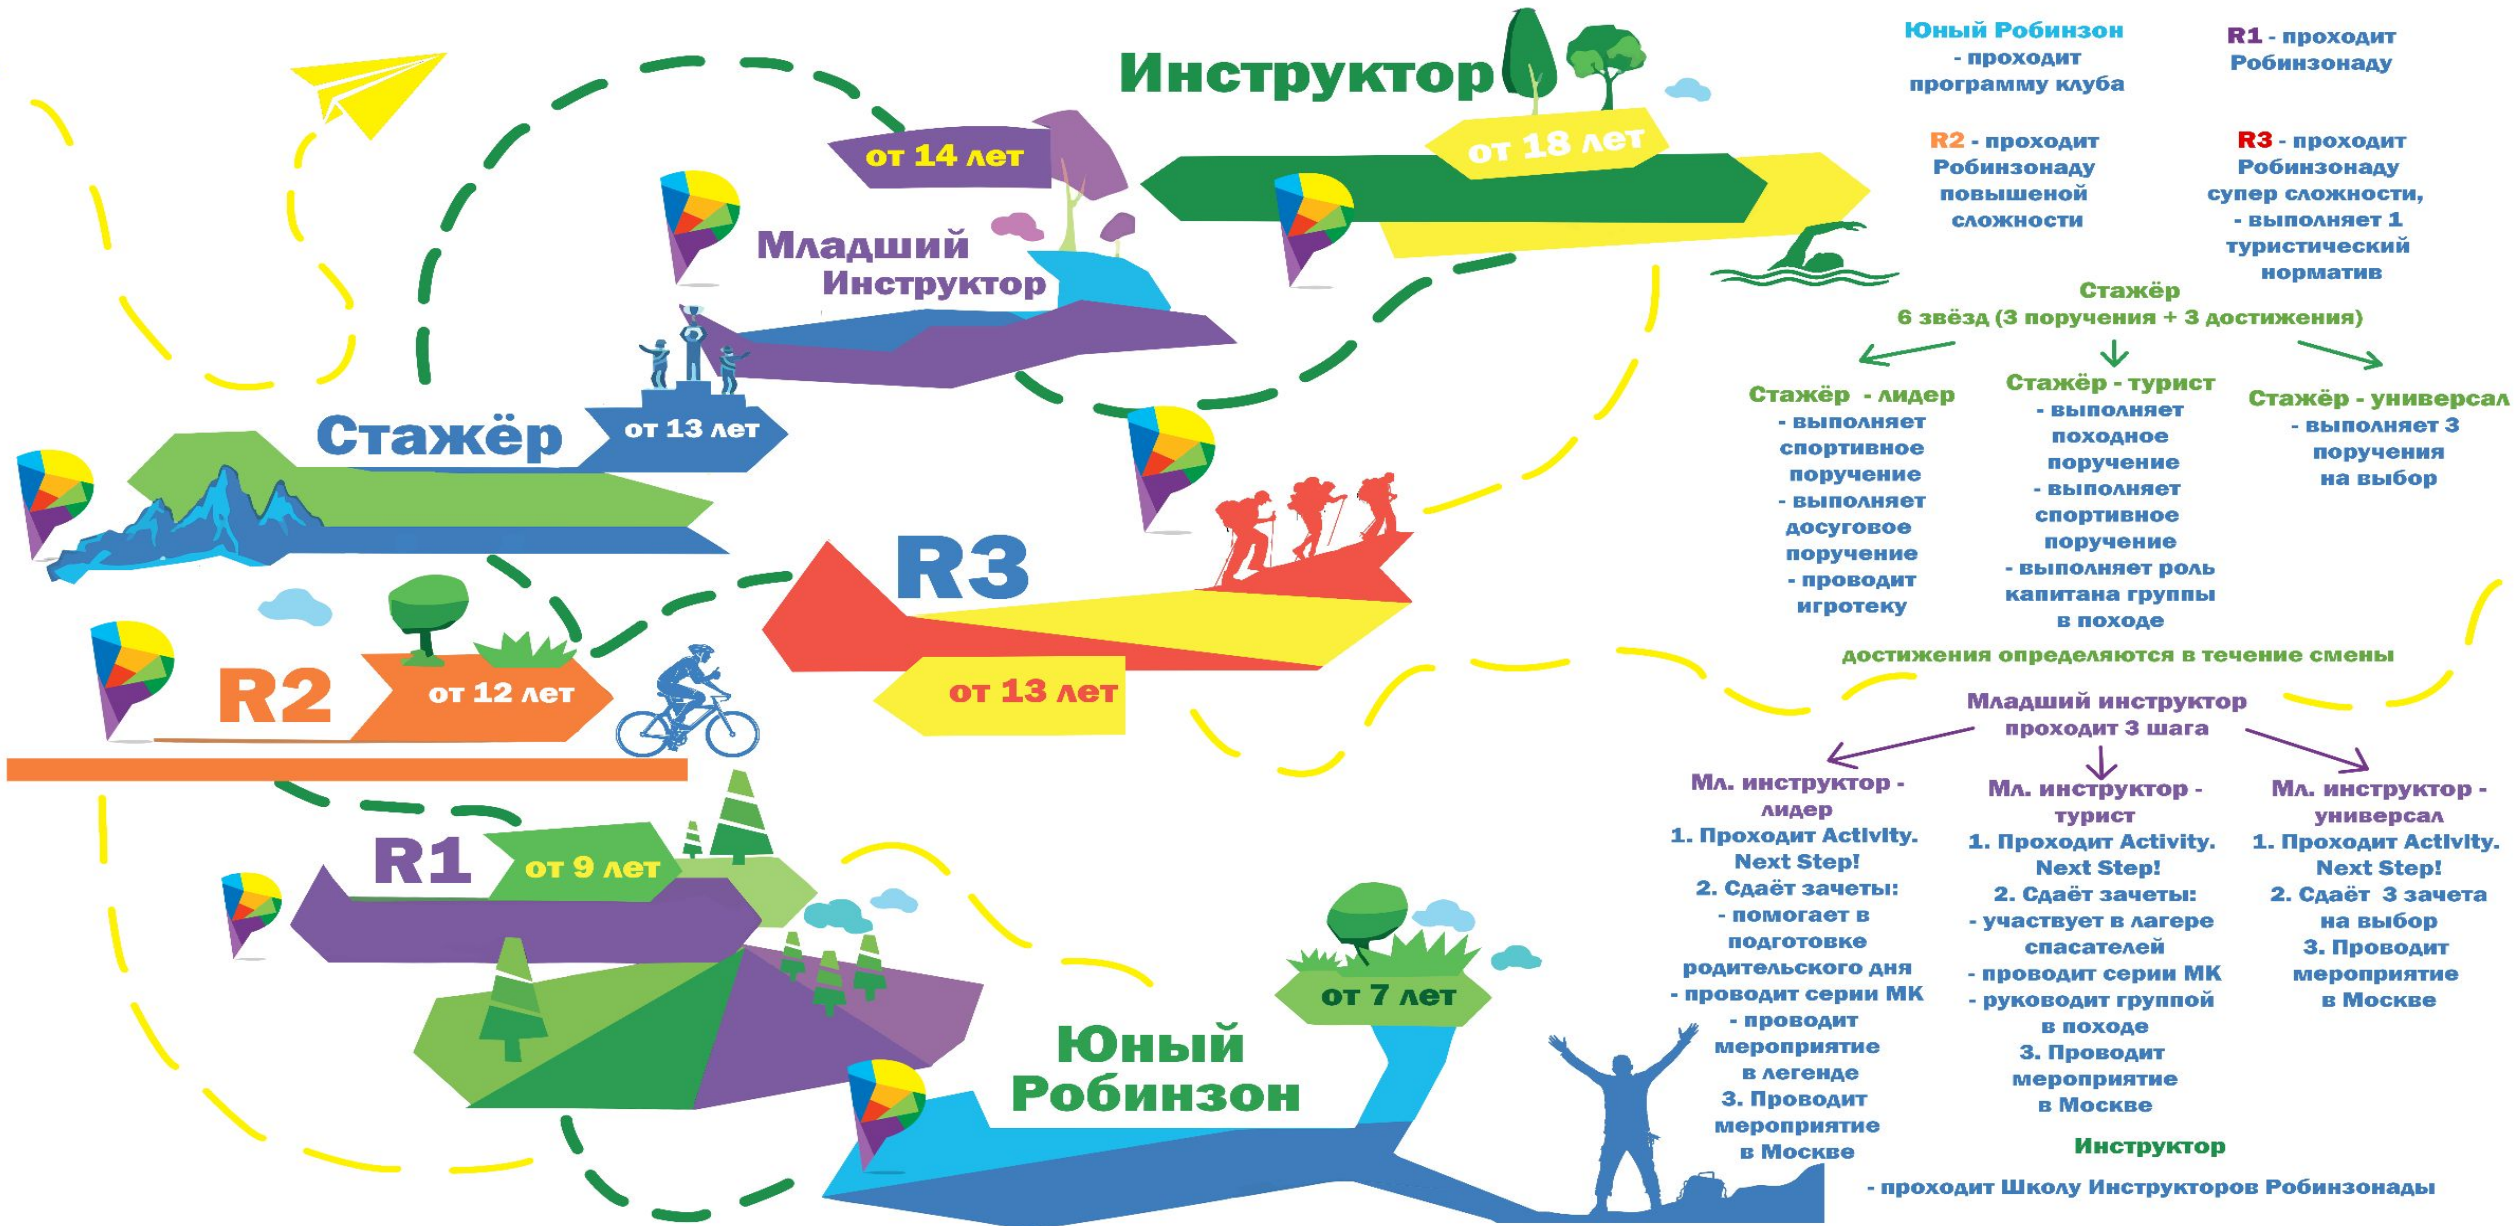 Инструктор
от 18 лет
от 14 лет
Младший
Инструктор
Стажёр
от 13 лет
R3
от 13 лет
R2
от 12 лет
R1
от 9 лет
Юный
Робинзон
от 7 лет
Юный Робинзон
- проходит
программу клуба
R1 - проходит
Робинзонаду
R2 - проходит
Робинзонаду
повышеной
сложности
R3 - проходит
Робинзонаду
супер сложности,
- выполняет 1
туристический
норматив
Стажёр
6 звёзд (3 поручения + 3 достижения)
Стажёр - лидер
- выполняет
спортивное
поручение
- выполняет
досуговое
поручение
- проводит
игротеку
Стажёр - турист
- выполняет
походное
поручение
- выполняет
спортивное
поручение
- выполняет роль
капитана группы
в походе
Стажёр - универсал
- выполняет 3
поручения
на выбор
достижения определяются в течение смены
Младший инструктор
проходит 3 шага
Мл. инструктор -
лидер
1. Проходит Activity.
Next Step!
2. Сдаёт зачеты:
- помогает в
подготовке
родительского дня
- проводит серии МК
- проводит
мероприятие
в легенде
3. Проводит
мероприятие
в Москве
Мл. инструктор -
турист
1. Проходит Activity.
Next Step!
2. Сдаёт зачеты:
- участвует в лагере
спасателей
- проводит серии МК
- руководит группой
в походе
3. Проводит
мероприятие
в Москве
Мл. инструктор -
универсал
1. Проходит Activity.
Next Step!
2. Сдаёт 3 зачета
на выбор
3. Проводит
мероприятие
в Москве
Инструктор
- проходит Школу Инструкторов Робинзонады